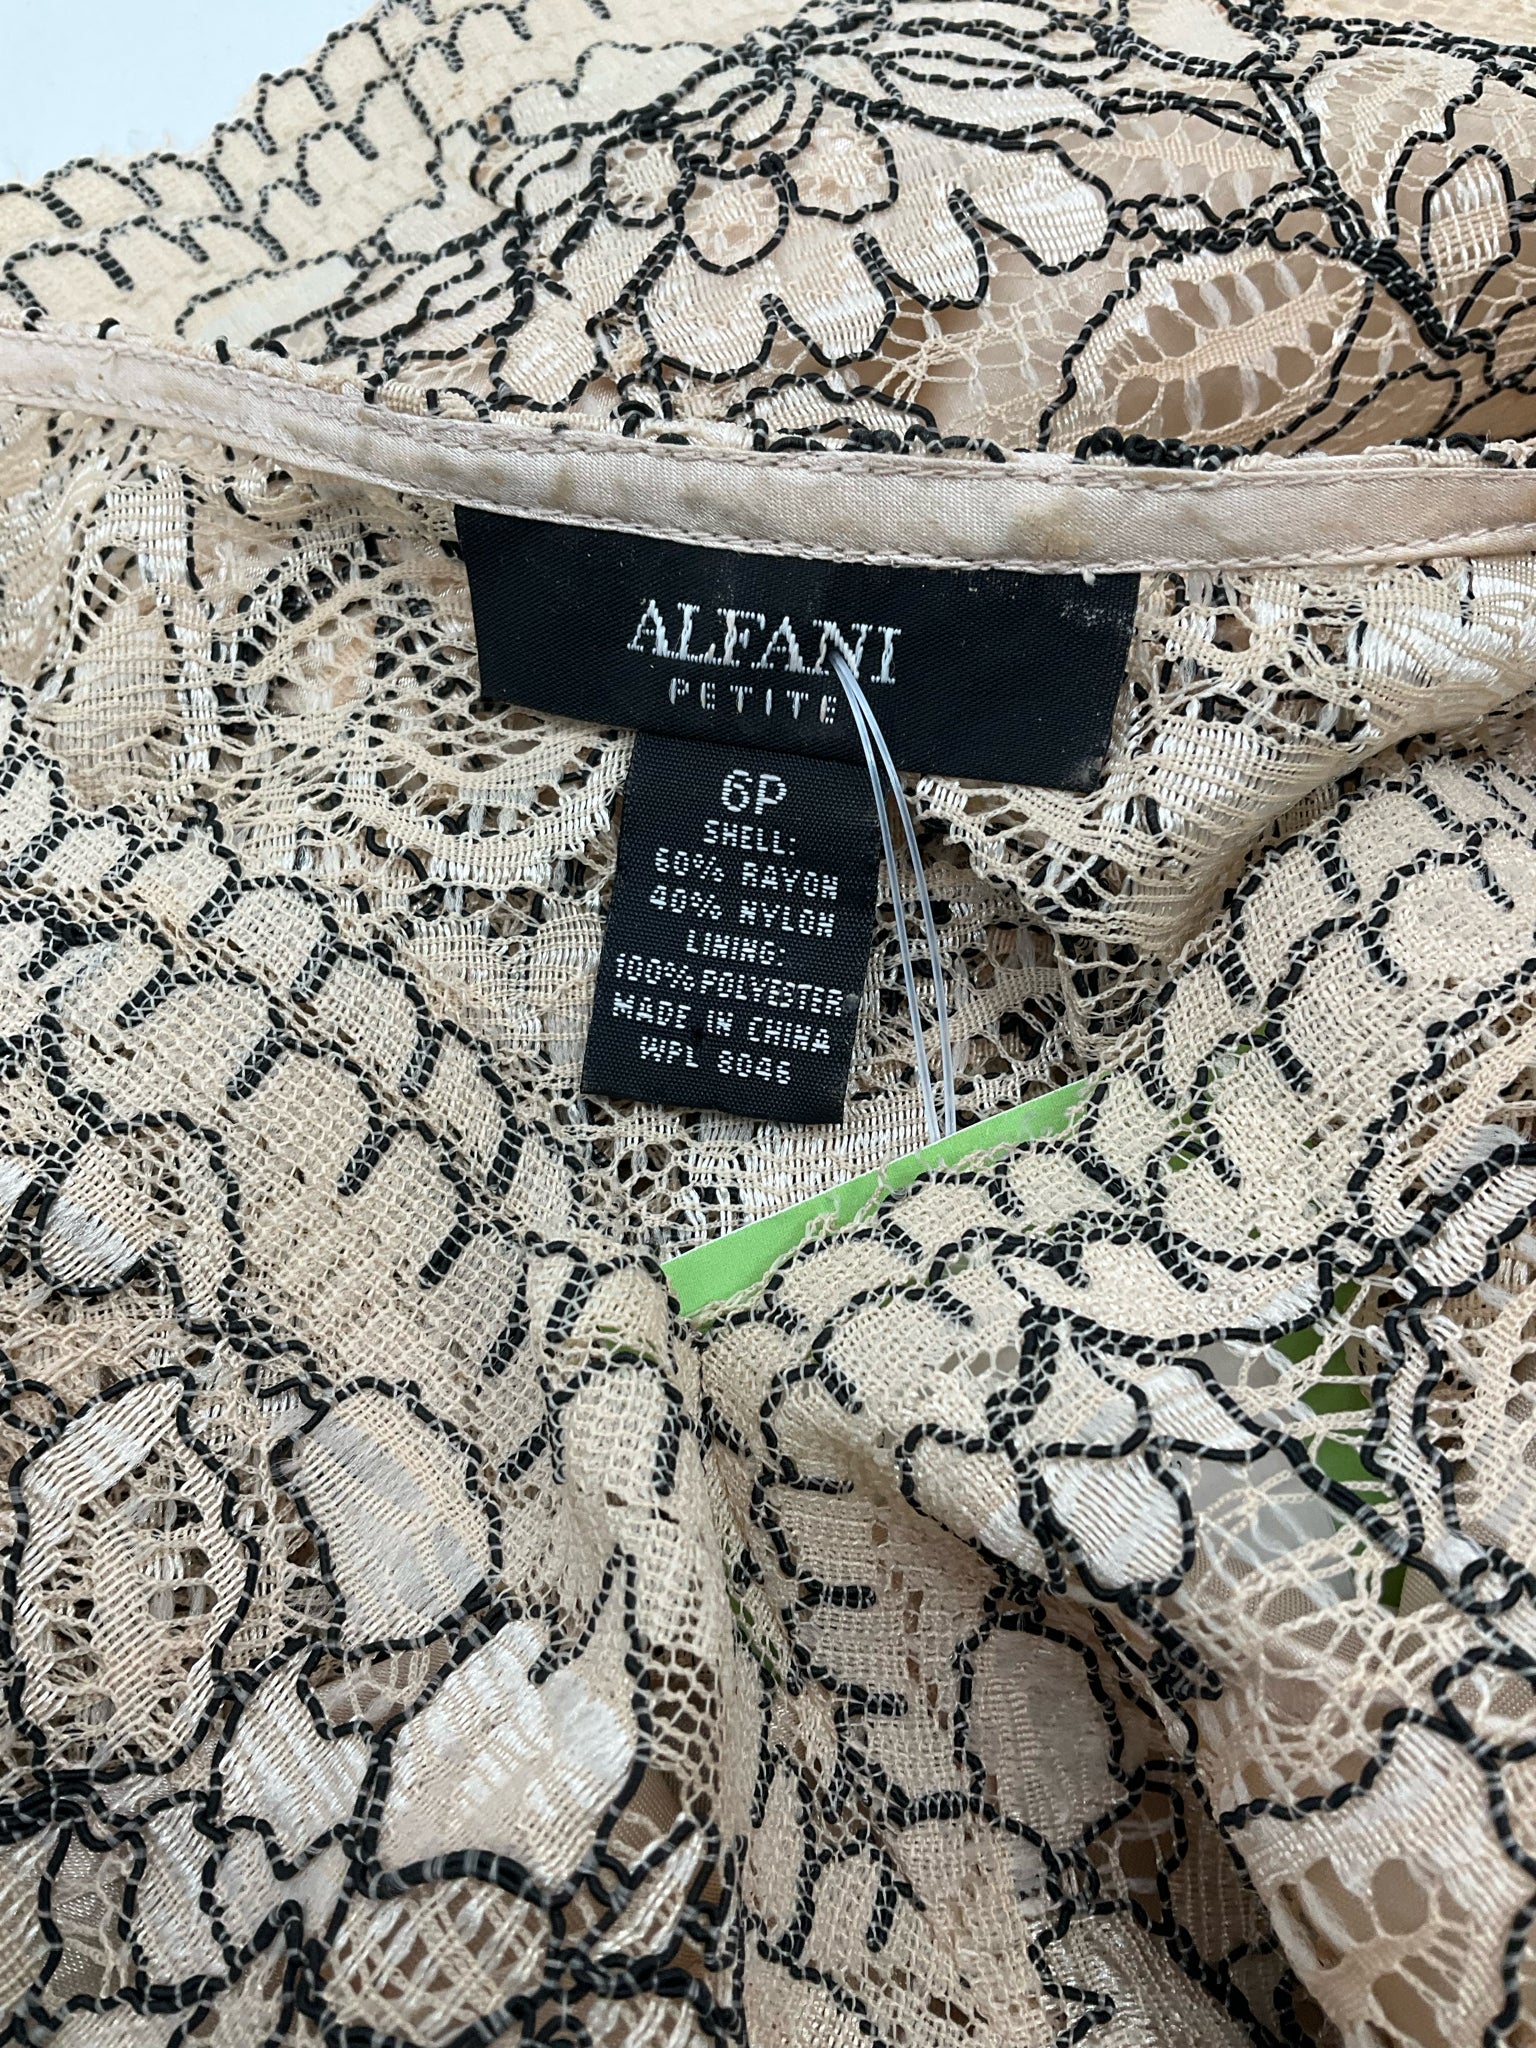 ALFANI
PETITE
6P
SHELL:
60% RAYON
40% NYLON
LINING:
100% POLYESTER
MADE IN CHINA
WPL 8046